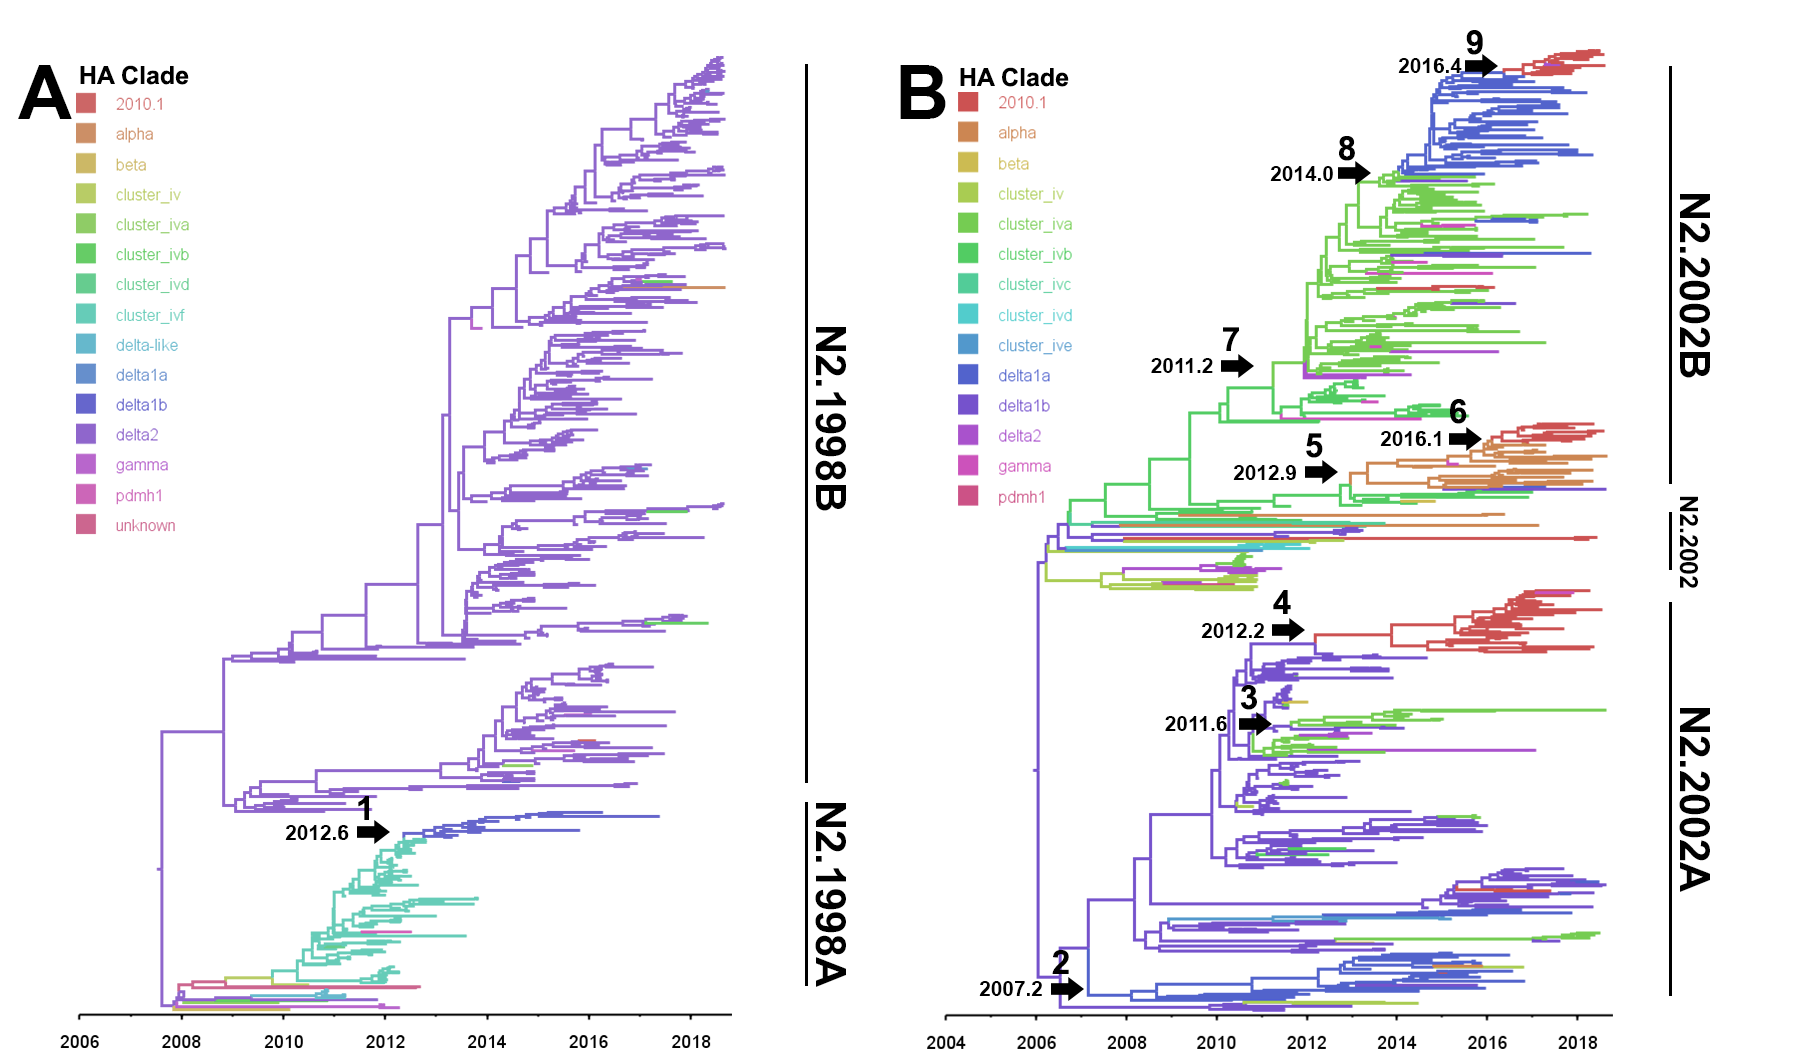 A
HA Clade
2010.1
alpha
beta
cluster_iv
cluster_iva
cluster_ivb
cluster_ivd
cluster_ivf
delta-like
delta1a
delta1b
delta2
gamma
pdmh1
unknown
1
2012.6
N2.1998B
N2.1998A
2006
2008
2010
2012
2014
2016
2018
B
HA Clade
2010.1
alpha
beta
cluster_iv
cluster_iva
cluster_ivb
cluster_ivc
cluster_ivd
cluster_ive
delta1a
delta1b
delta2
gamma
pdmh1
9
2016.4
8
2014.0
7
2011.2
6
2016.1
5
2012.9
4
2012.2
3
2011.6
2
2007.2
N2.2002B
N2.2002
N2.2002A
2004
2006
2008
2010
2012
2014
2016
2018